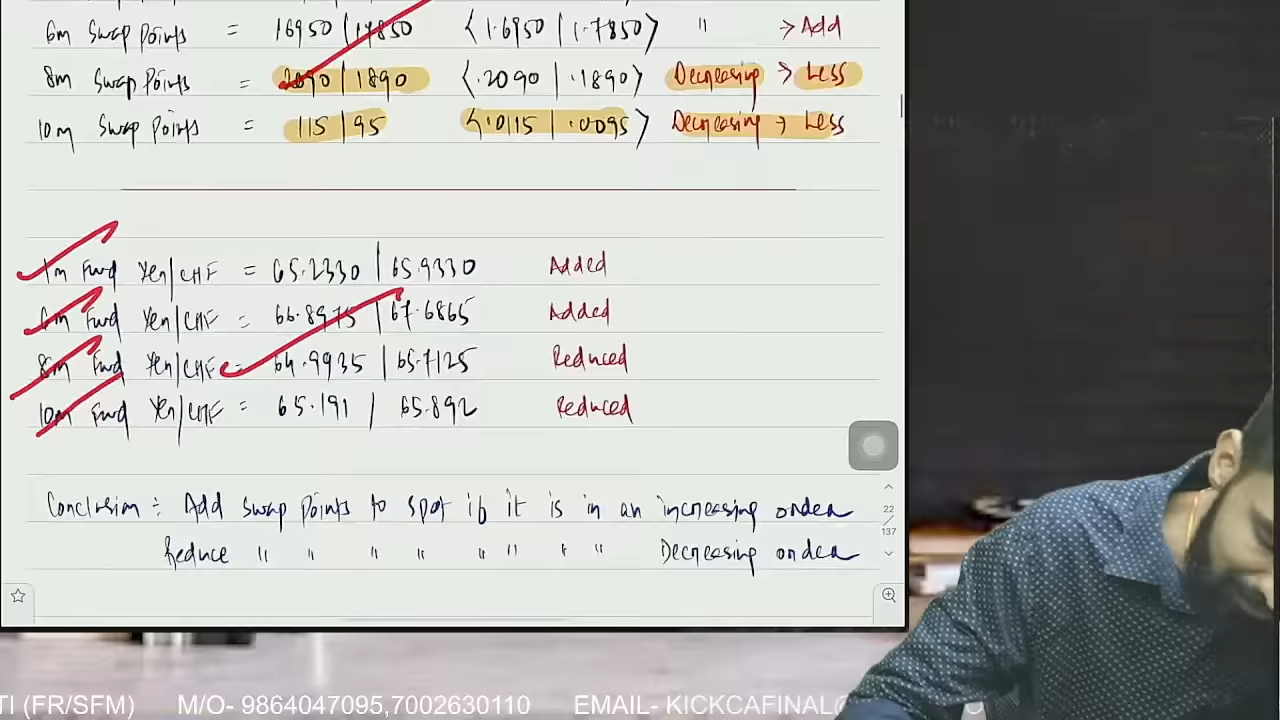 6m Swap Points = 16950 | 17850 (1.6950 | 1.7850) " → Add
8m Swap Points = 2090 | 1890 (.2090 | .1890) Decreasing → Less
10m Swap Points = 115 | 95 (.0115 | .0095) Decreasing → Less
1m Fwd Yen/CHF = 65.2330 | 65.9330 Added
6m Fwd Yen/CHF = 66.8975 | 67.6865 Added
8m Fwd Yen/CHF = 64.9935 | 65.7125 Reduced
10m Fwd Yen/CHF = 65.191 | 65.892 Reduced
Conclusion :- Add swap points to spot if it is in an increasing order
Reduce " " " " " " " " Decreasing order
22
137
TI (FR/SFM) M/O- 9864047095,7002630110 EMAIL- KICKCAFINAL@